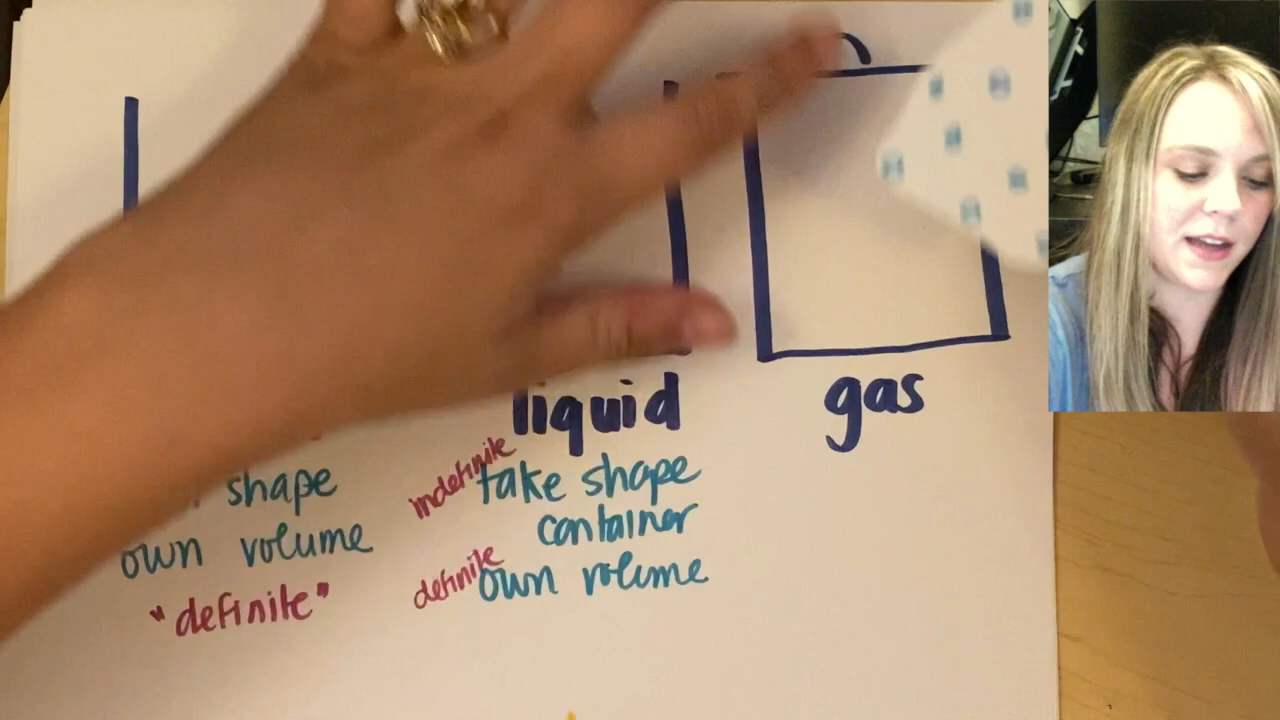 liquid
gas
shape
own volume
"definite"
indefinite
take shape
container
definite
own volume